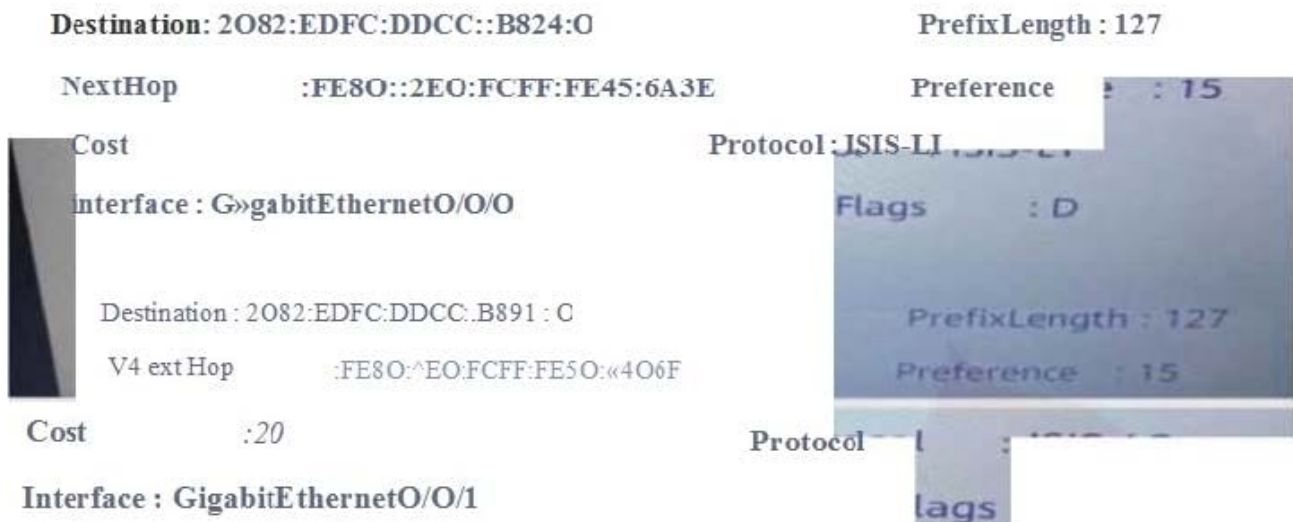 Destination: 2O82:EDFC:DDCC::B824:O PrefixLength : 127
NextHop :FE8O::2EO:FCFF:FE45:6A3E Preference : 15
Cost Protocol : JSIS-LI
interface : G»gabitEthernetO/O/O Flags : D
Destination : 2O82:EDFC:DDCC:.B891 : O PrefixLength : 127
V4 ext Hop :FE8O:^EO:FCFF:FE5O:«4O6F Preference : 15
Cost :20 Protocol :
Interface : GigabitEthernetO/O/1 lags